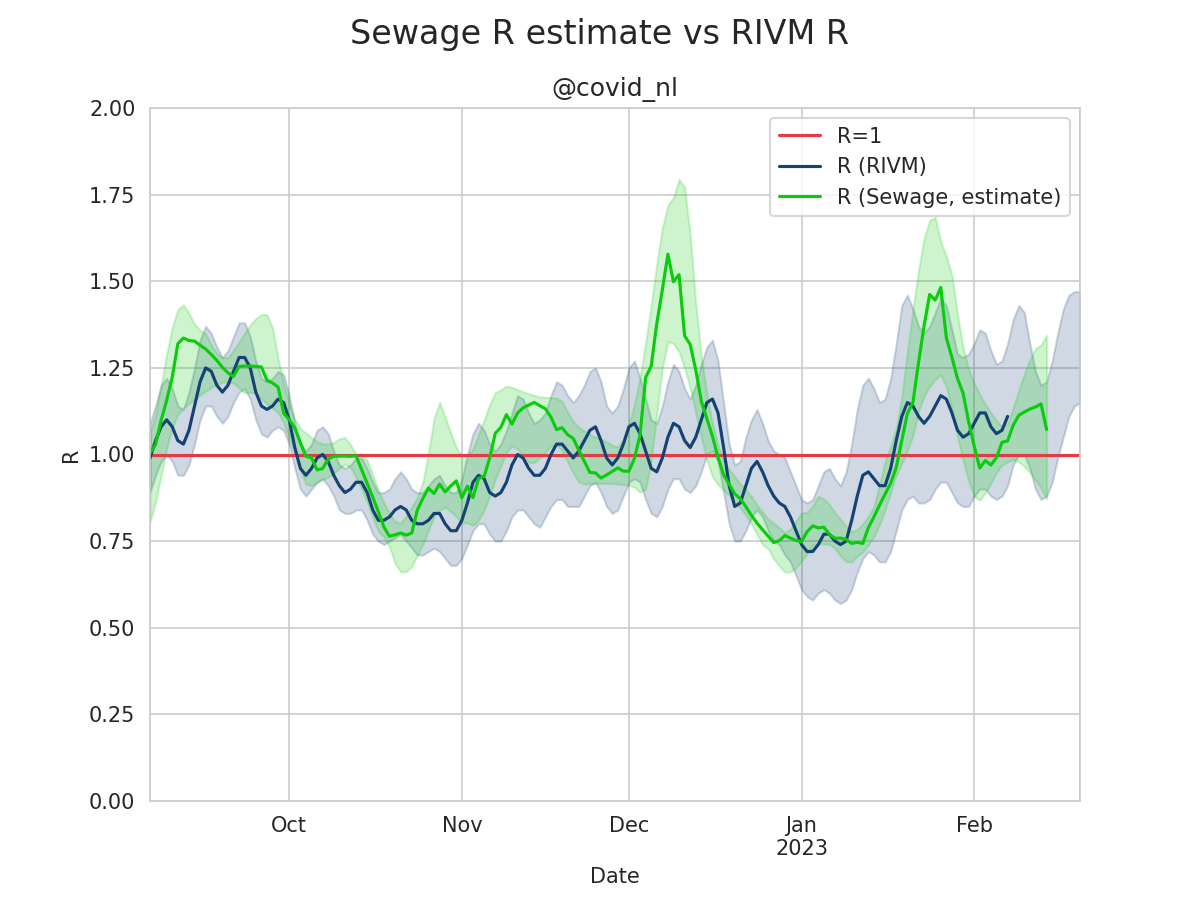 Sewage R estimate vs RIVM R
@covid_nl
2.00
1.75
1.50
1.25
1.00
0.75
0.50
0.25
0.00
R
R=1
R (RIVM)
R (Sewage, estimate)
Oct
Nov
Dec
Jan
2023
Feb
Date